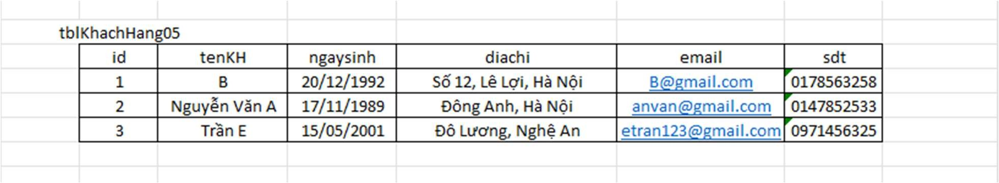 tblKhachHang05
id tenKH ngaysinh diachi email sdt
1 B 20/12/1992 Số 12, Lê Lợi, Hà Nội B@gmail.com 0178563258
2 Nguyễn Văn A 17/11/1989 Đông Anh, Hà Nội anvan@gmail.com 0147852533
3 Trần E 15/05/2001 Đô Lương, Nghệ An etran123@gmail.com 0971456325